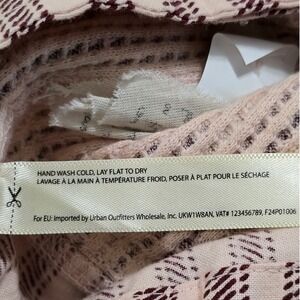 HAND WASH COLD, LAY FLAT TO DRY
LAVAGE À LA MAIN À TEMPÉRATURE FROID, POSER À PLAT POUR LE SÉCHAGE
For EU: imported by Urban Outfitters Wholesale, Inc. UKW1W8AN, VAT# 123456789, F24P01006